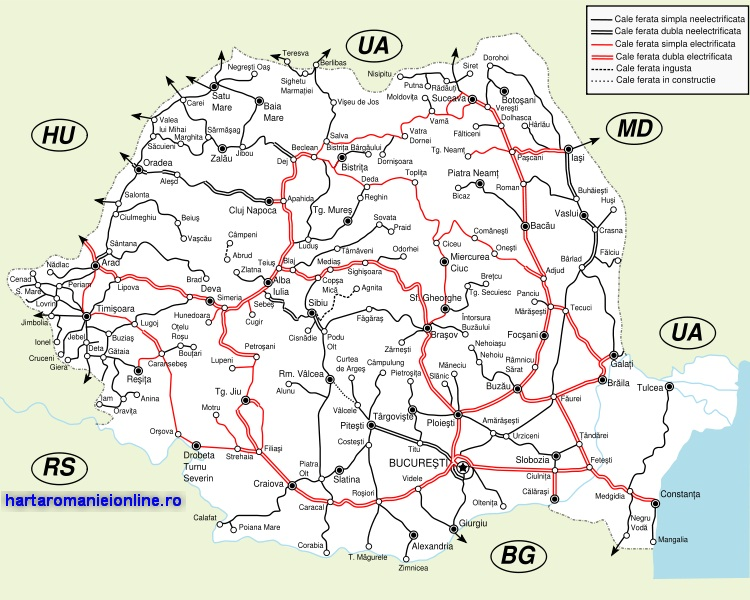 Cale ferata simpla neelectrificata
Cale ferata dubla neelectrificata
Cale ferata simpla electrificata
Cale ferata dubla electrificata
Cale ferata ingusta
Cale ferata in constructie
UA
HU
MD
UA
RS
BG
hartaromanieionline.ro
Teresva
Berlibas
Negrești Oaș
Sighetu
Marmației
Nisipitu
Siret
Dorohoi
Putna
Rădăuți
Moldovița
Suceava
Satu
Mare
Carei
Baia
Mare
Vișeu de Jos
Botoșani
Verești
Dolhasca
Vamă
Vatra
Dornei
Fălticeni
Hârlău
Valea
lui Mihai
Marghita
Săcuieni
Sărmășag
Zalău
Jibou
Salva
Beclean
Bistrița Bârgăului
Dej
Bistrița
Dornișoara
Tg. Neamț
Pașcani
Iași
Oradea
Aleșd
Deda
Toplița
Piatra Neamț
Bicaz
Roman
Buhăiești
Huși
Salonta
Ciulmeghiu
Beiuș
Vașcău
Cluj Napoca
Apahida
Reghin
Tg. Mureș
Sovata
Praid
Vaslui
Crasna
Bacău
Sântana
Câmpeni
Abrud
Luduș
Târnăveni
Odorhei
Ciceu
Comănești
Onești
Miercurea
Ciuc
Bârlad
Fălciu
Nădlac
Arad
Cenad
S. Mare
Periam
Lipova
Lovrin
Brad
Deva
Simeria
Zlatna
Teiuș
Blaj
Alba
Iulia
Mediaș
Copșa
Mică
Sighișoara
Agnita
Sibiu
Brețcu
Tg. Secuiesc
Sf. Gheorghe
Adjud
Panciu
Mărășești
Tecuci
Jimbolia
Timișoara
Ionel
Jebel
Cruceni
Giera
Deta
Buziaș
Gătaia
Lugoj
Oțelu
Roșu
Bouțari
Caransebeș
Hunedoara
Sebeș
Cugir
Cisnădie
Podu
Olt
Făgăraș
Întorsura
Buzăului
Brașov
Zărnești
Nehoiașu
Nehoiu
Focșani
Râmnicu
Sărat
Galați
Brăila
Tulcea
Reșița
Iam
Oravița
Anina
Petroșani
Lupeni
Tg. Jiu
Motru
Rm. Vâlcea
Alunu
Curtea
de Argeș
Câmpulung
Pietroșița
Vâlcele
Târgoviște
Pitești
Costești
Măneciu
Slănic
Ploiești
Buzău
Făurei
Amărăștii
Urziceni
Țăndărei
Orșova
Drobeta
Turnu
Severin
Strehaia
Filiași
Craiova
Piatra
Olt
Slatina
Titu
BUCUREȘTI
Slobozia
Ciulnița
Călărași
Fetești
Medgidia
Constanța
Negru
Vodă
Mangalia
Calafat
Poiana Mare
Caracal
Corabia
Roșiori
Videle
T. Măgurele
Alexandria
Zimnicea
Giurgiu
Oltenița